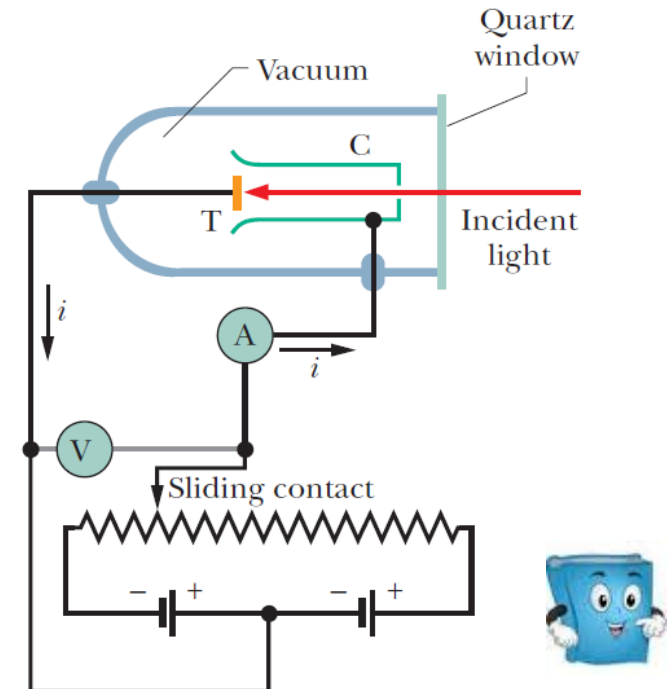 Quartz
window
Vacuum
C
T
Incident
light
i
A
i
V
Sliding contact
− + − +